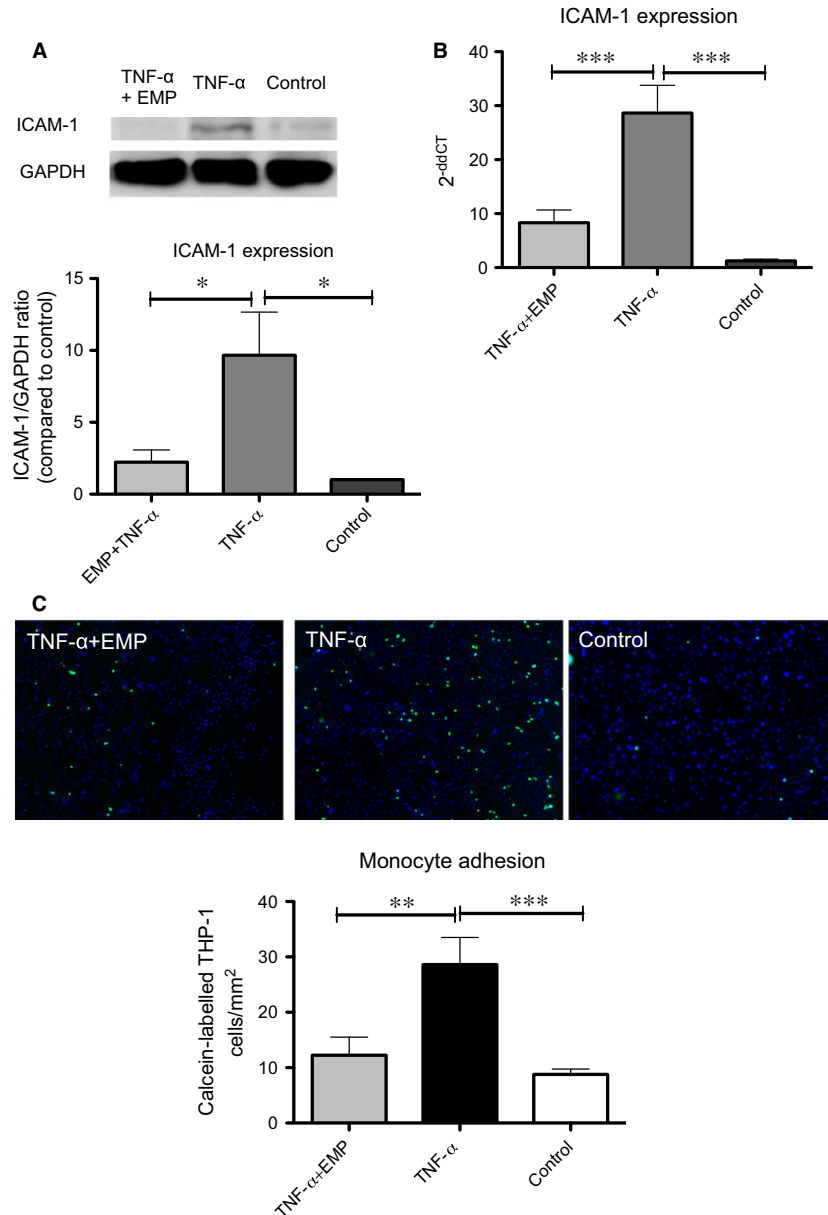 A
TNF-α
+ EMP
TNF-α
Control
ICAM-1
GAPDH
ICAM-1 expression
ICAM-1/GAPDH ratio
(compared to control)
15
10
5
0
*
*
EMP+TNF-α
TNF-α
Control
B
ICAM-1 expression
2-ddCT
40
30
20
10
0
***
***
TNF-α+EMP
TNF-α
Control
C
TNF-α+EMP
TNF-α
Control
Monocyte adhesion
Calcein-labelled THP-1
cells/mm²
40
30
20
10
0
**
***
TNF-α+EMP
TNF-α
Control